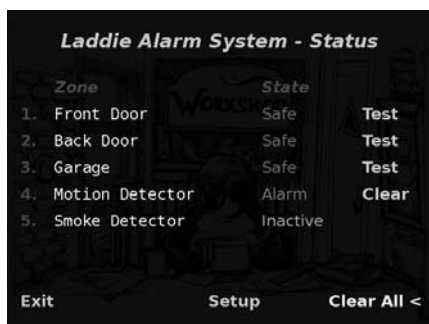 Laddie Alarm System - Status
Zone State
WORKSHOP
1. Front Door Safe Test
2. Back Door Safe Test
3. Garage Safe Test
4. Motion Detector Alarm Clear
5. Smoke Detector Inactive
Exit Setup Clear All <